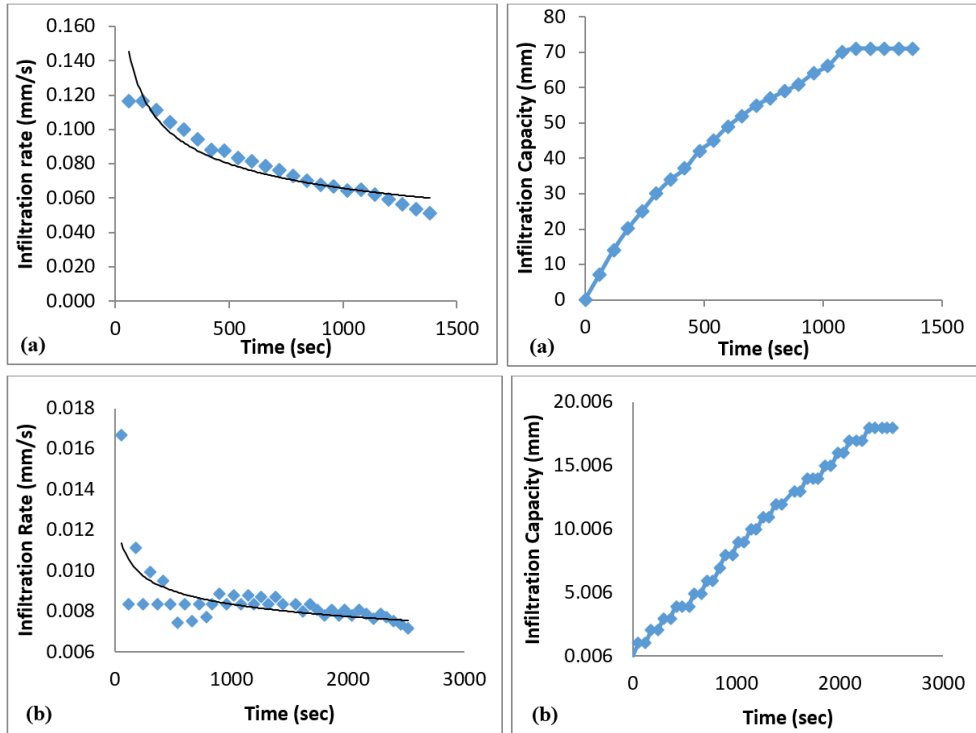 Infiltration rate (mm/s)
0.160
0.140
0.120
0.100
0.080
0.060
0.040
0.020
0.000
0 500 1000 1500
(a) Time (sec)
Infiltration Capacity (mm)
80
70
60
50
40
30
20
10
0
0 500 1000 1500
(a) Time (sec)
Infiltration Rate (mm/s)
0.018
0.016
0.014
0.012
0.010
0.008
0.006
0 1000 2000 3000
(b) Time (sec)
Infiltration Capacity (mm)
20.006
15.006
10.006
5.006
0.006
0 1000 2000 3000
(b) Time (sec)